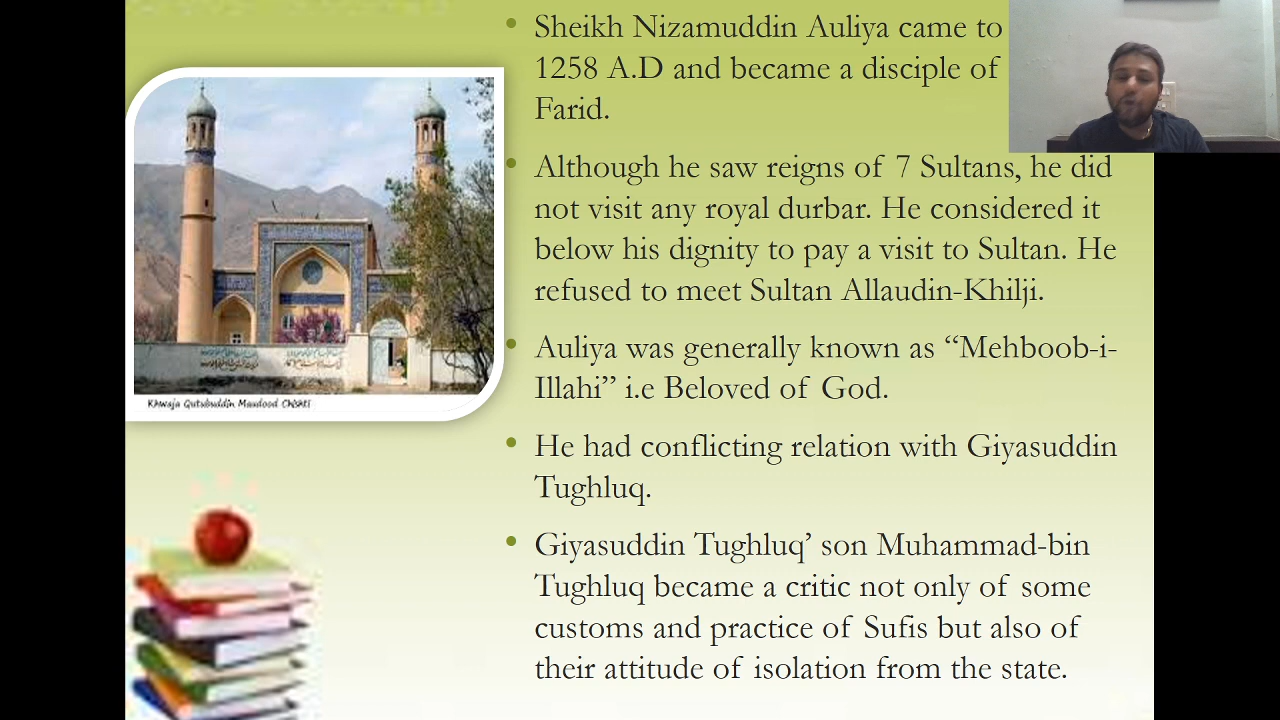 Sheikh Nizamuddin Auliya came to
1258 A.D and became a disciple of
Farid.
Although he saw reigns of 7 Sultans, he did
not visit any royal durbar. He considered it
below his dignity to pay a visit to Sultan. He
refused to meet Sultan Allaudin-Khilji.
Auliya was generally known as “Mehboob-i-
Illahi” i.e Beloved of God.
He had conflicting relation with Giyasuddin
Tughluq.
Giyasuddin Tughluq’ son Muhammad-bin
Tughluq became a critic not only of some
customs and practice of Sufis but also of
their attitude of isolation from the state.
Khwaja Qutubuddin Maudood Chishti